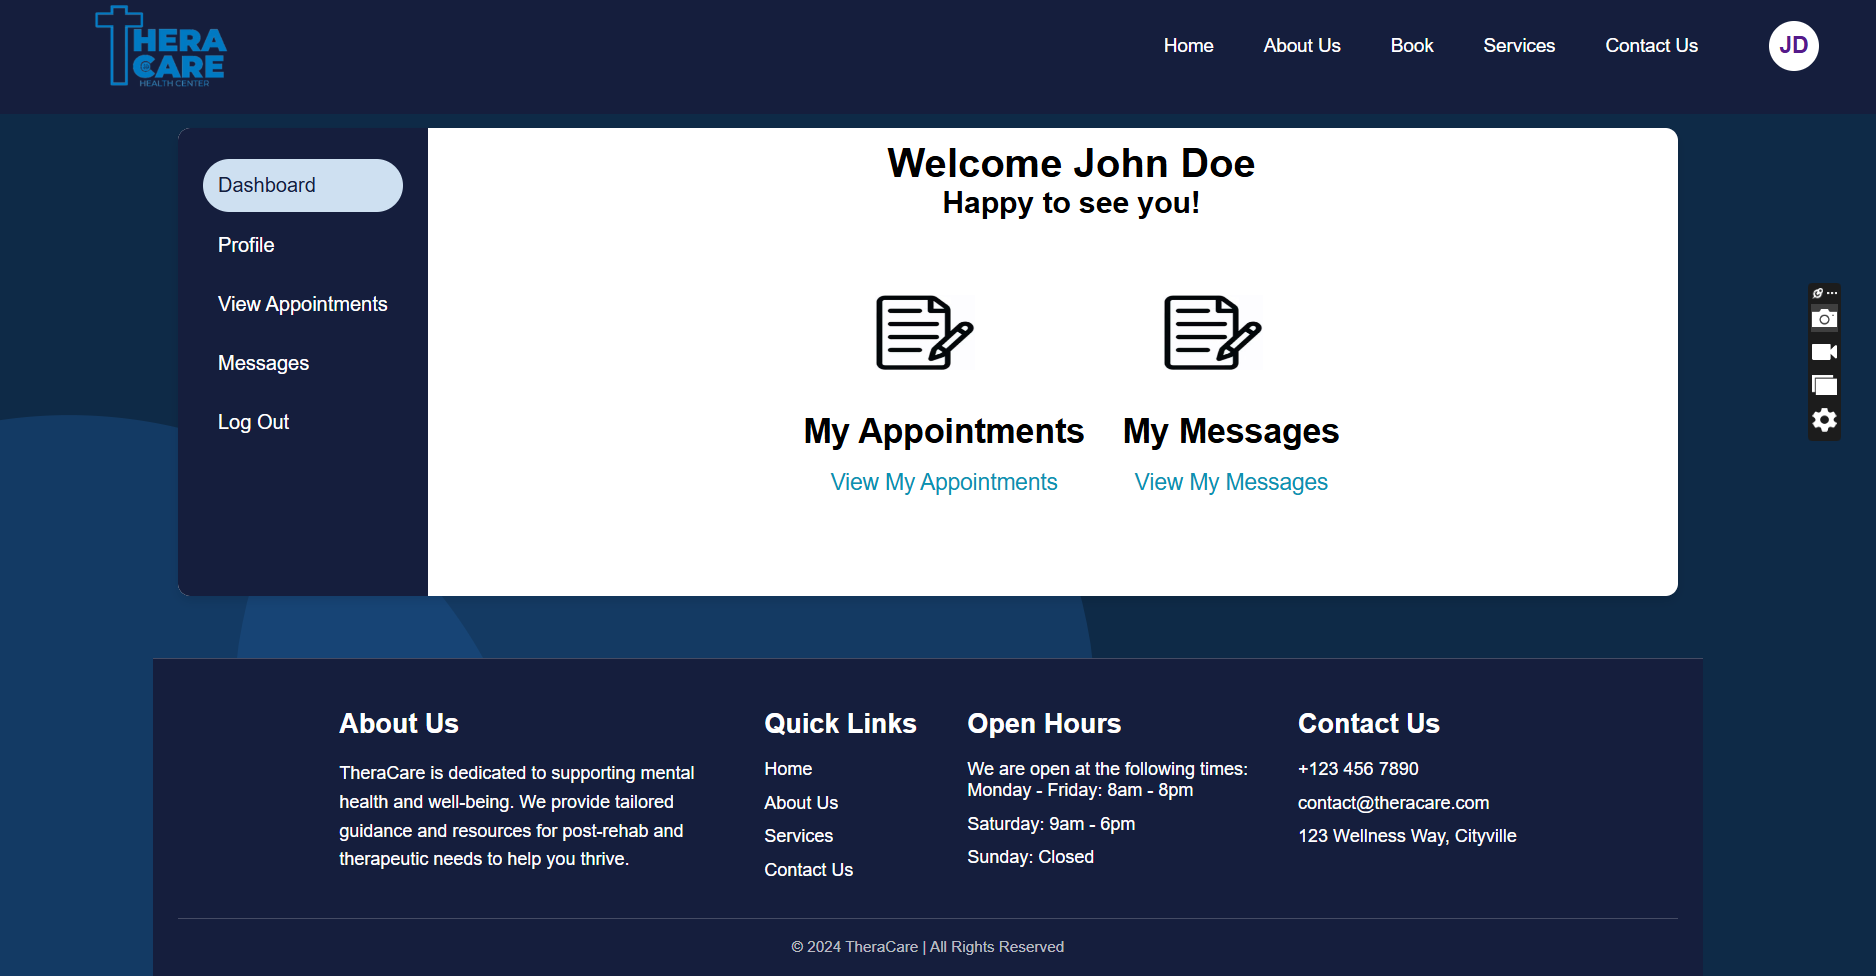 THERA
CARE
HEALTH CENTER
Home
About Us
Book
Services
Contact Us
JD
Dashboard
Profile
View Appointments
Messages
Log Out
Welcome John Doe
Happy to see you!
My Appointments
View My Appointments
My Messages
View My Messages
About Us
TheraCare is dedicated to supporting mental
health and well-being. We provide tailored
guidance and resources for post-rehab and
therapeutic needs to help you thrive.
Quick Links
Home
About Us
Services
Contact Us
Open Hours
We are open at the following times:
Monday - Friday: 8am - 8pm
Saturday: 9am - 6pm
Sunday: Closed
Contact Us
+123 456 7890
contact@theracare.com
123 Wellness Way, Cityville
© 2024 TheraCare | All Rights Reserved